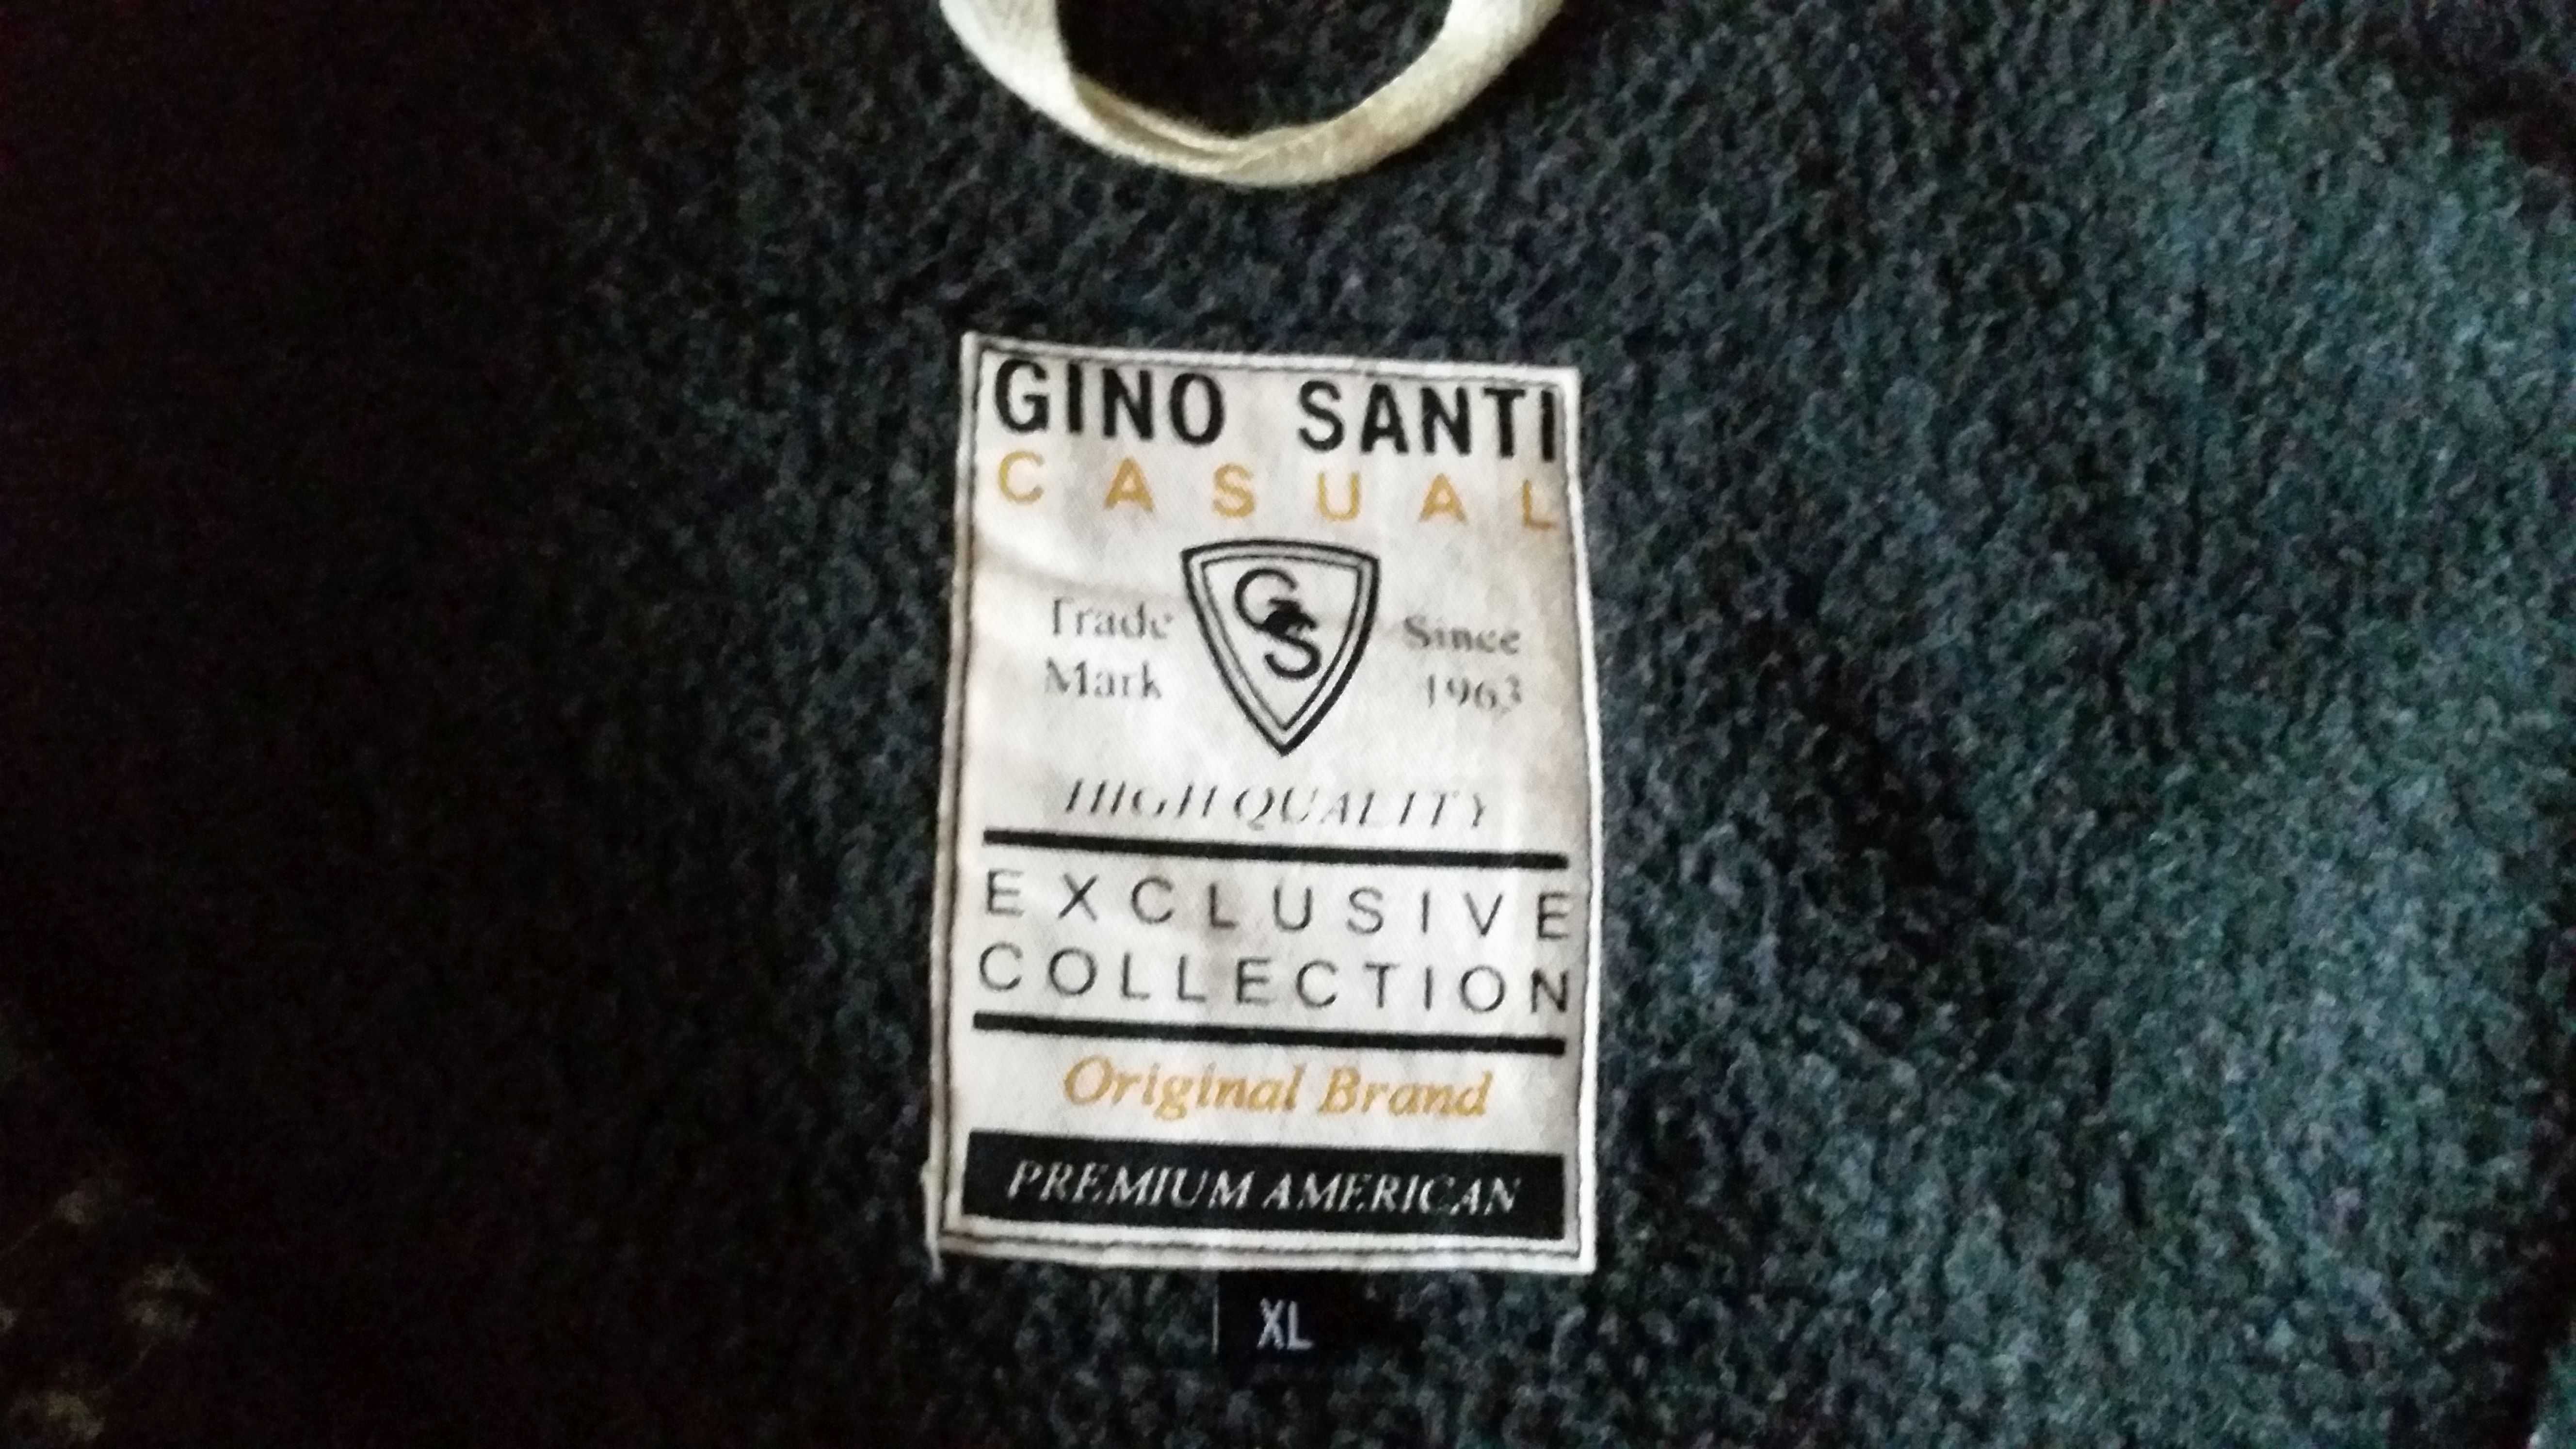 GINO SANTI
CASUAL
GS
Trade Mark
Since 1963
HIGH QUALITY
EXCLUSIVE
COLLECTION
Original Brand
PREMIUM AMERICAN
XL